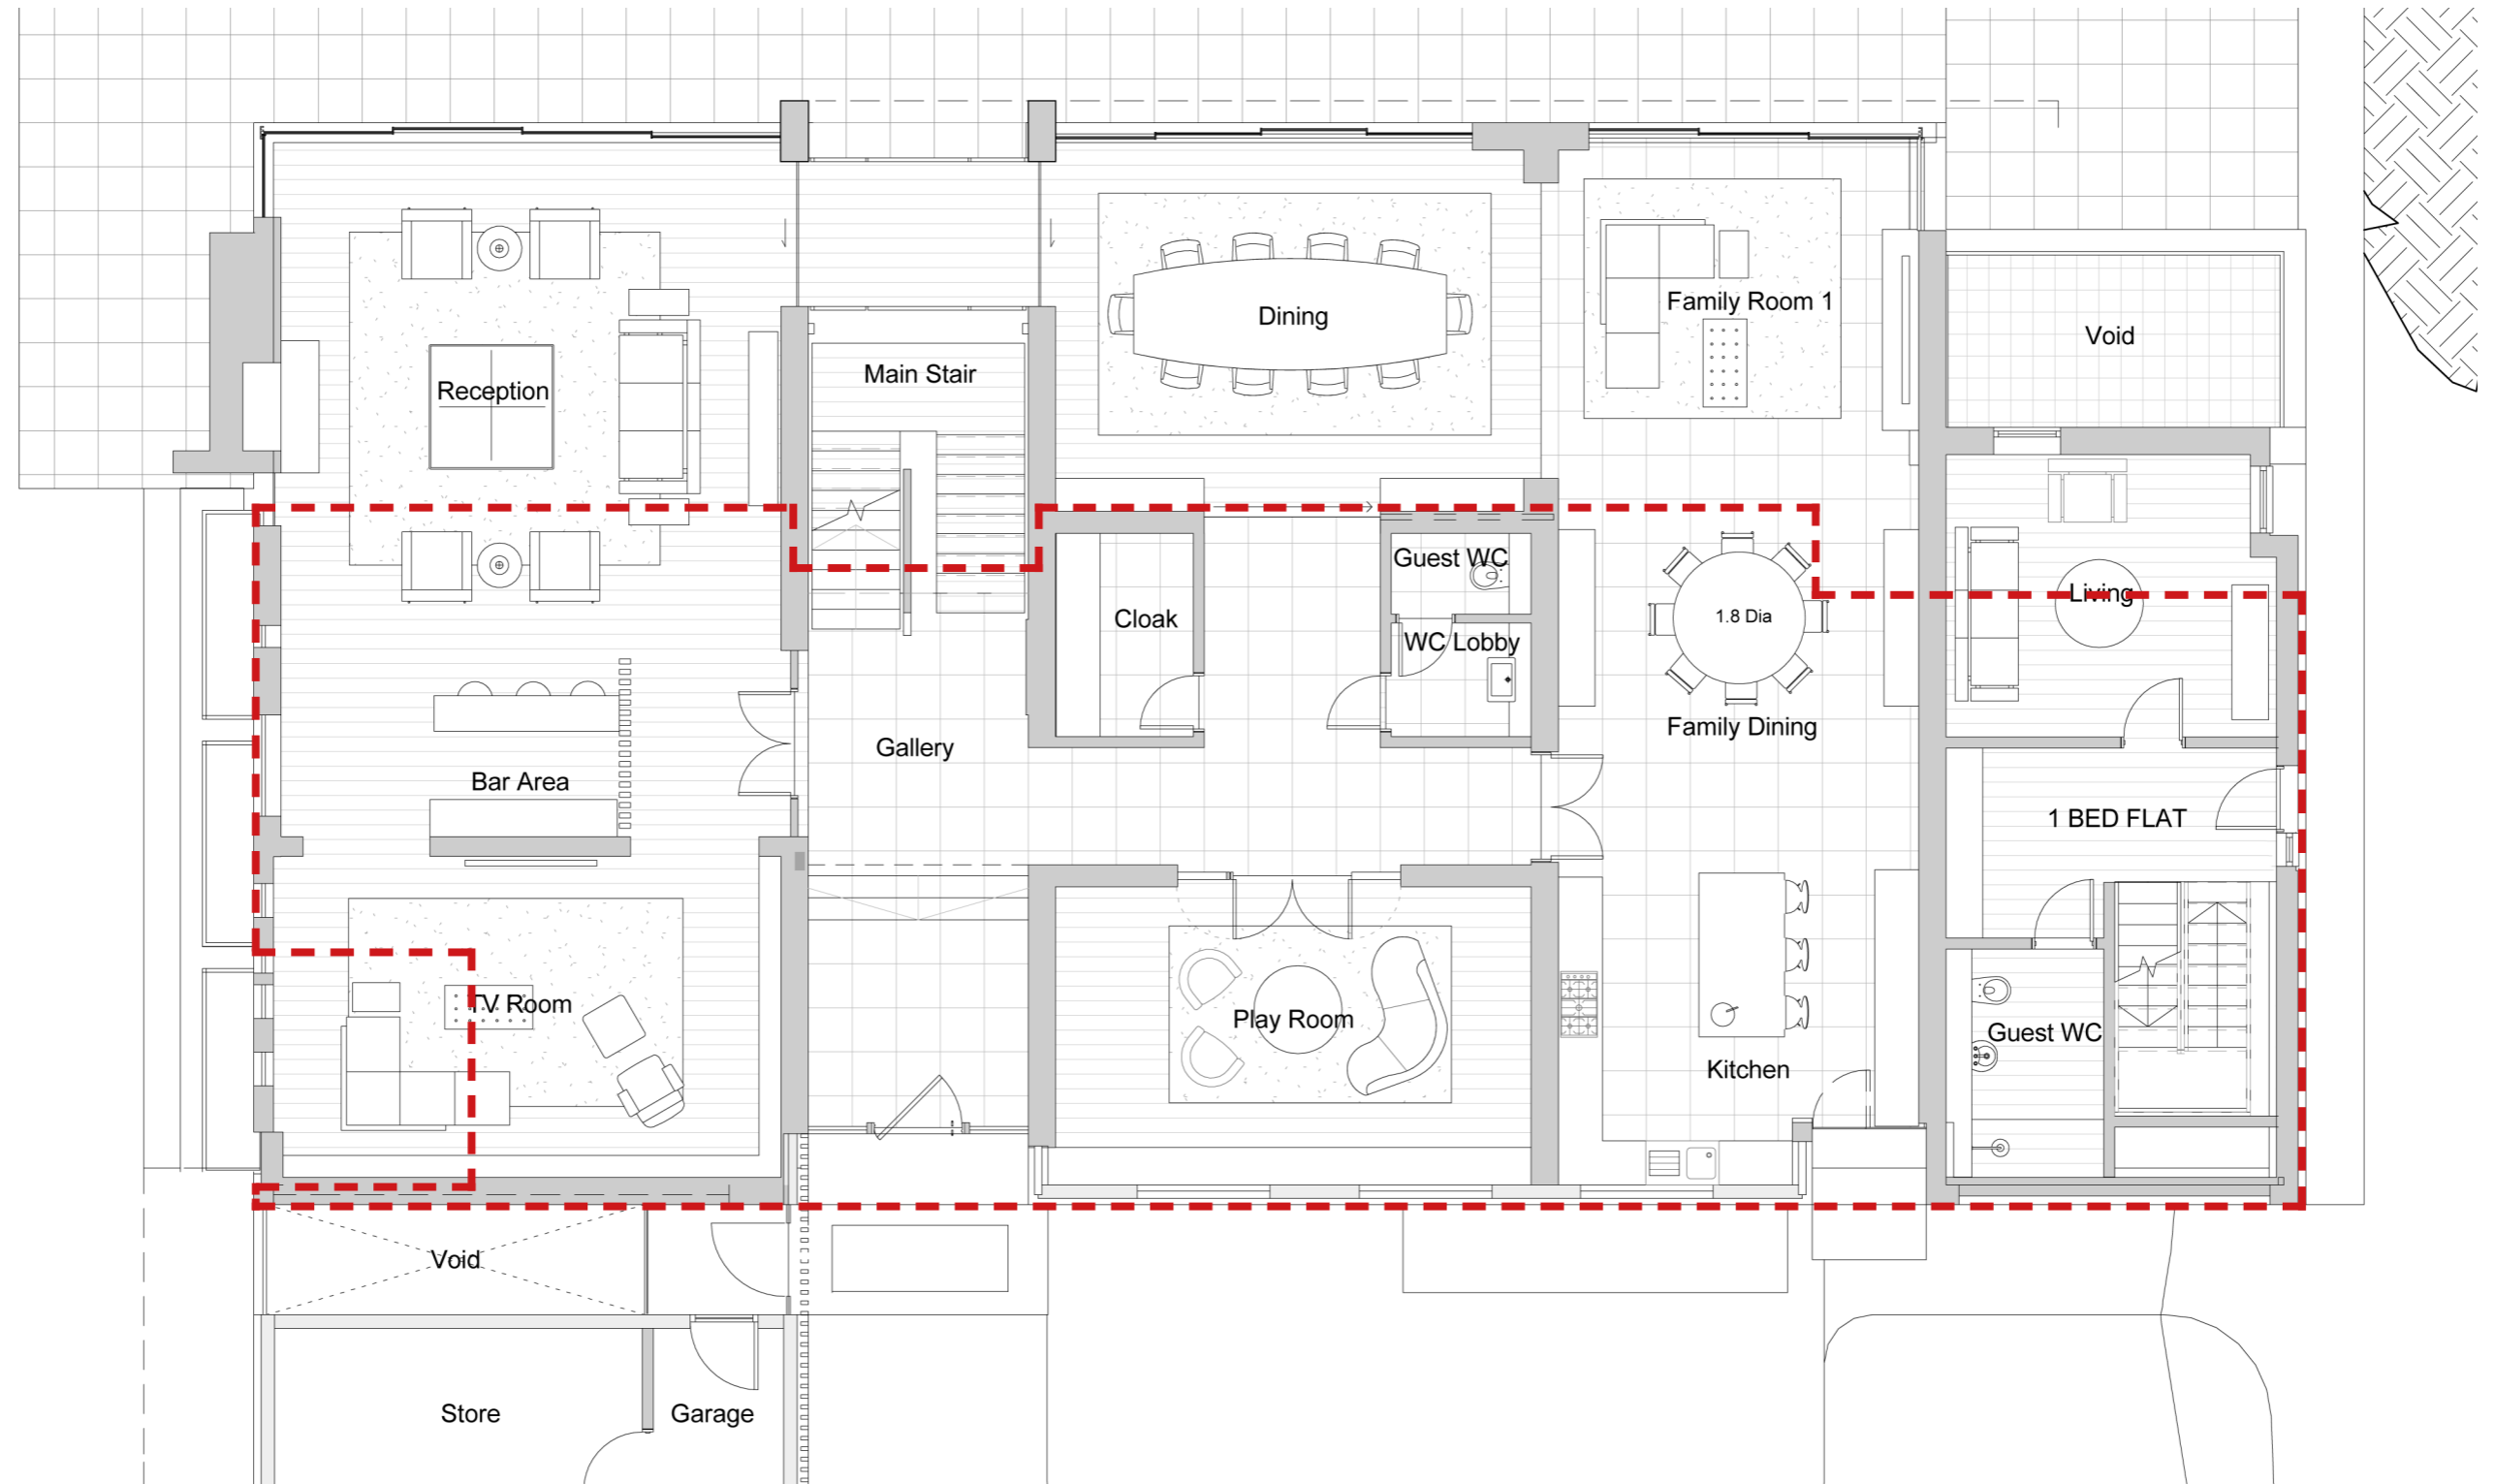 Family Room 1
Dining
Void
Main Stair
Reception
Guest WC
Living
Cloak
1.8 Dia
WC Lobby
Family Dining
Gallery
Bar Area
1 BED FLAT
TV Room
Play Room
Guest WC
Kitchen
Void
Store
Garage